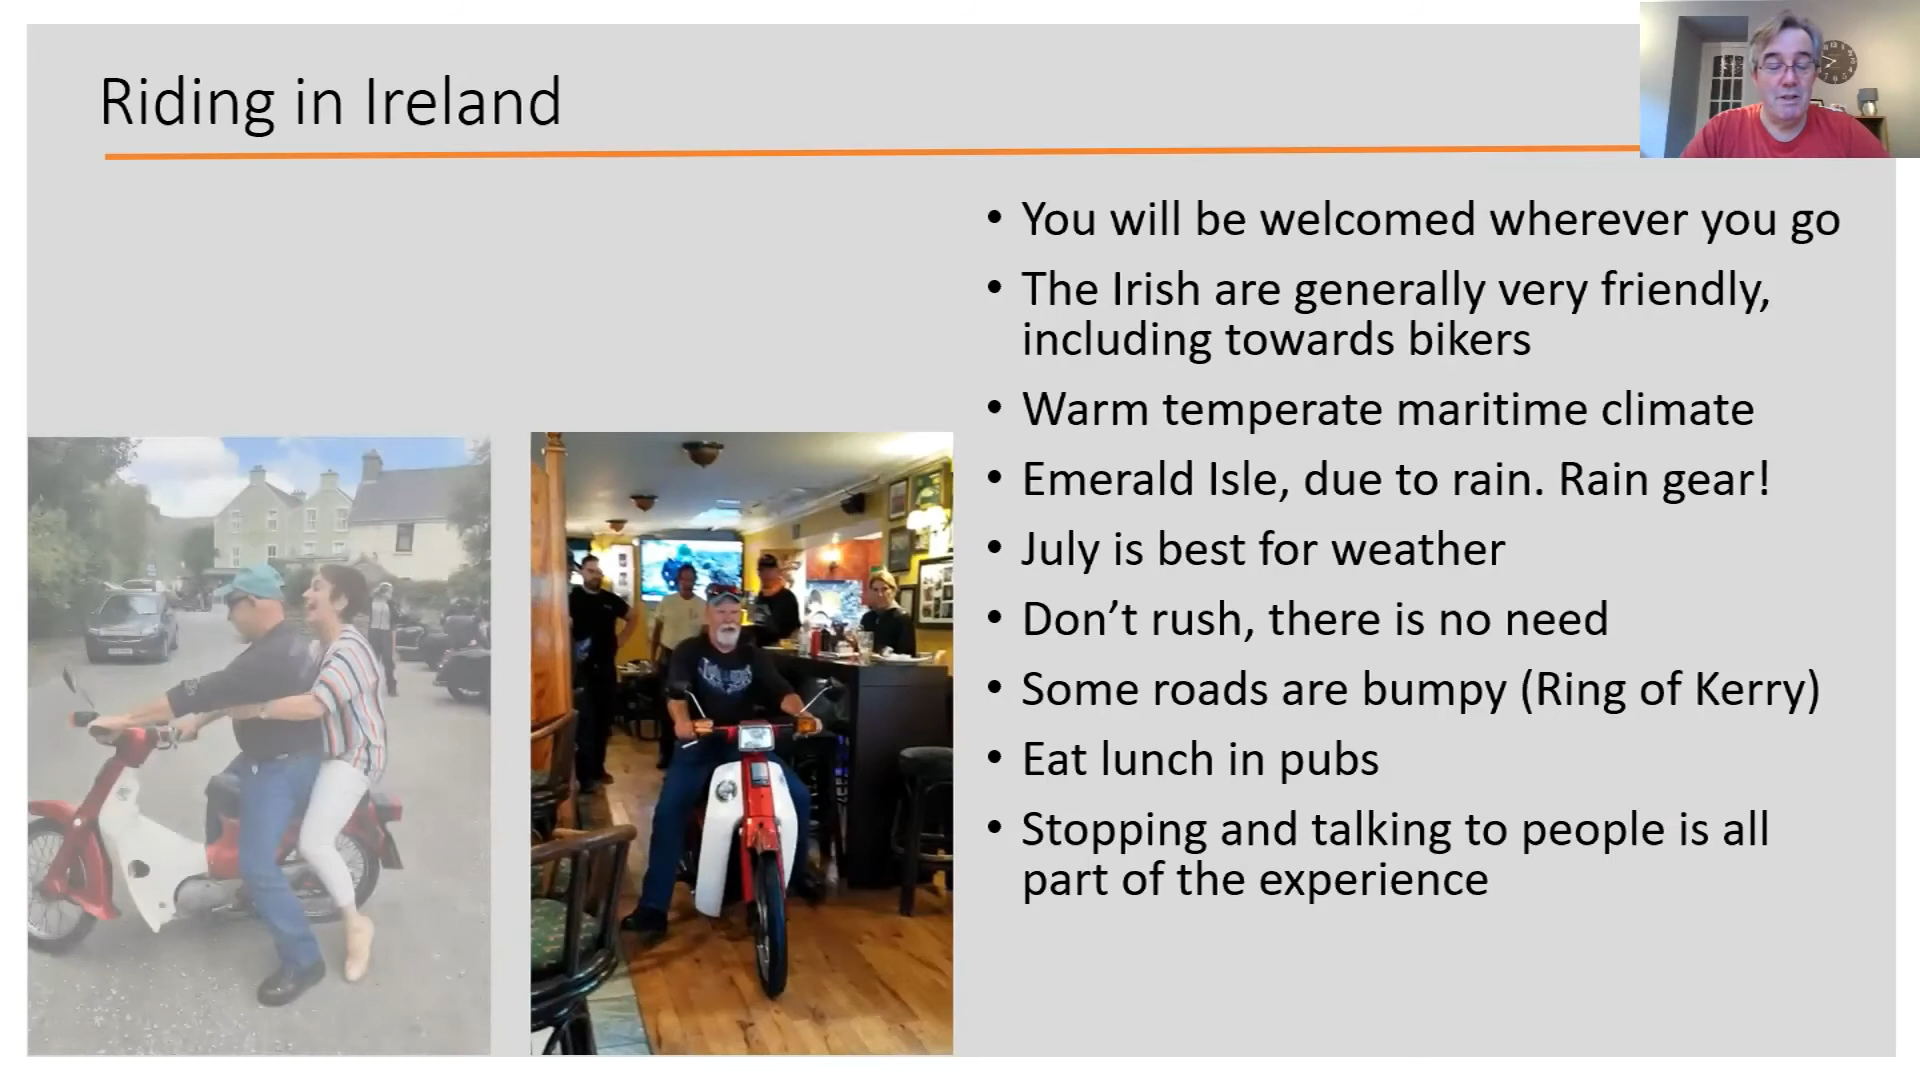 Riding in Ireland
• You will be welcomed wherever you go
• The Irish are generally very friendly,
including towards bikers
• Warm temperate maritime climate
• Emerald Isle, due to rain. Rain gear!
• July is best for weather
• Don’t rush, there is no need
• Some roads are bumpy (Ring of Kerry)
• Eat lunch in pubs
• Stopping and talking to people is all
part of the experience